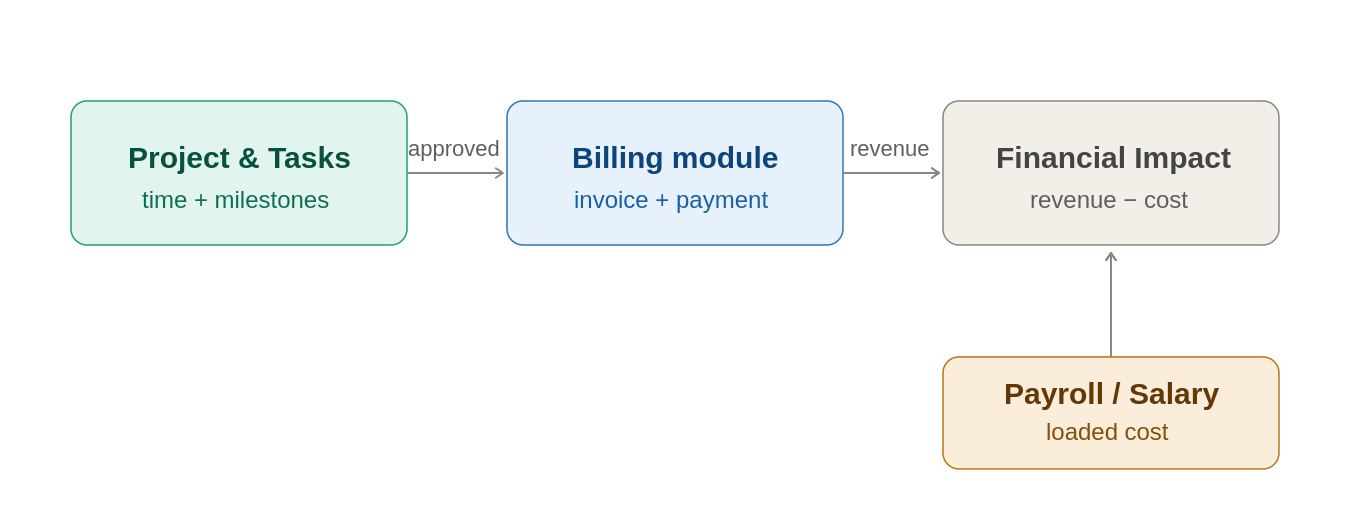 Project & Tasks
time + milestones
approved
Billing module
invoice + payment
revenue
Financial Impact
revenue − cost
Payroll / Salary
loaded cost